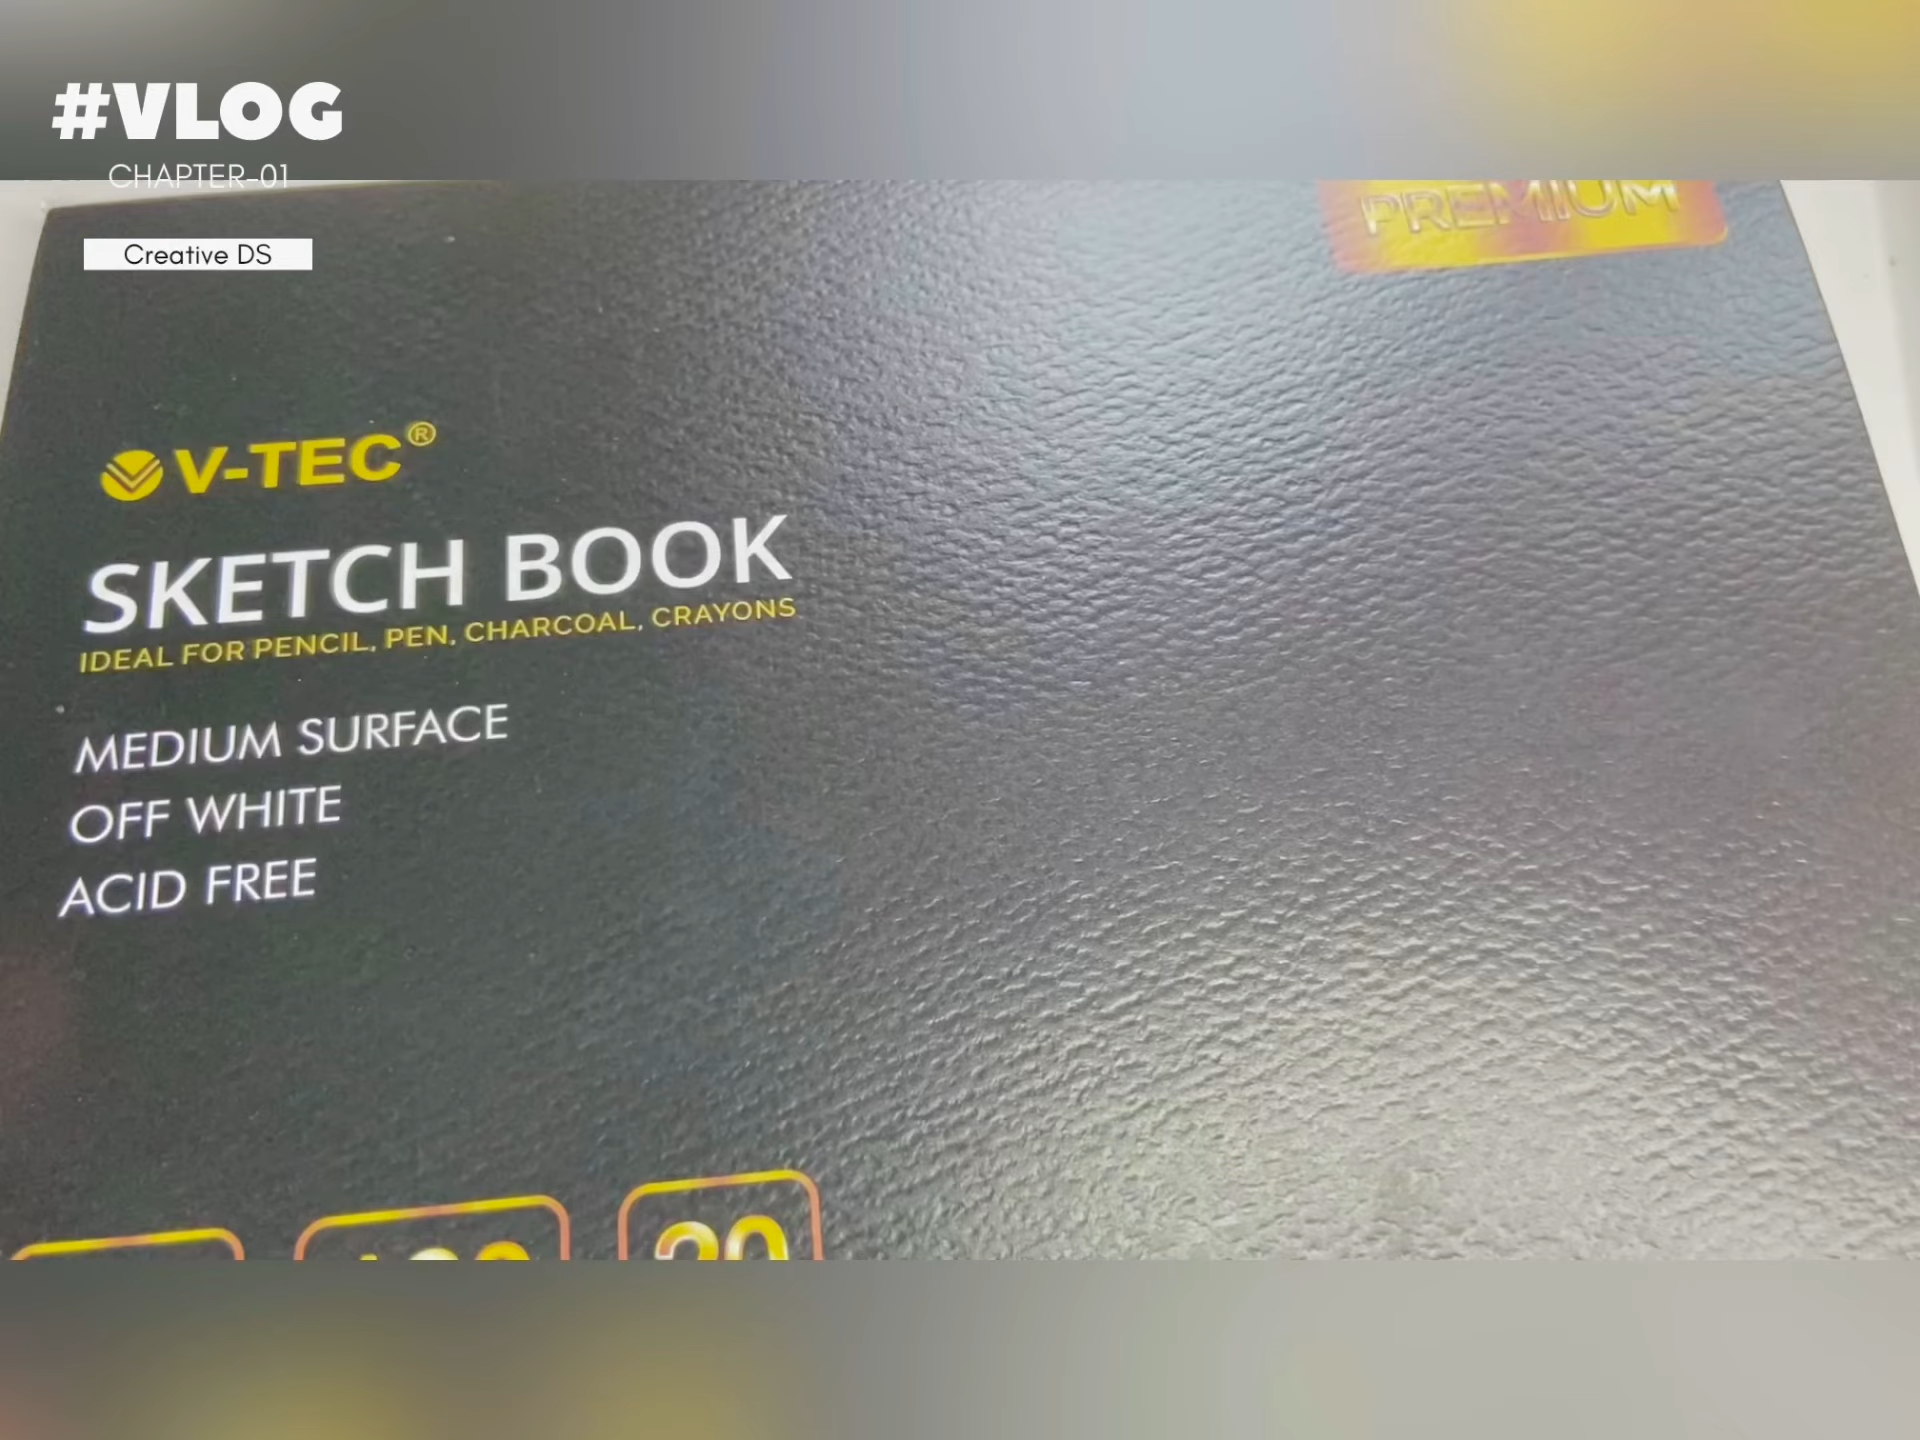 #VLOG
CHAPTER-01
Creative DS
PREMIUM
V-TEC®
SKETCH BOOK
IDEAL FOR PENCIL, PEN, CHARCOAL, CRAYONS
MEDIUM SURFACE
OFF WHITE
ACID FREE
20